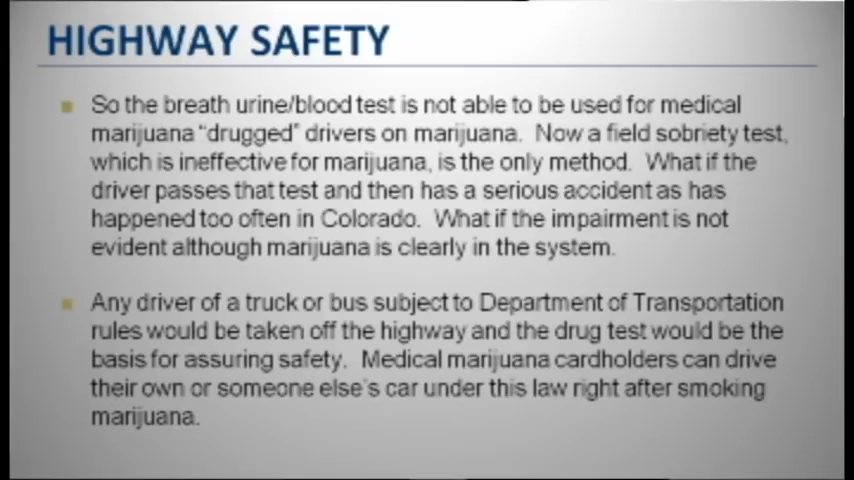 HIGHWAY SAFETY
So the breath urine/blood test is not able to be used for medical
marijuana “drugged” drivers on marijuana. Now a field sobriety test,
which is ineffective for marijuana, is the only method. What if the
driver passes that test and then has a serious accident as has
happened too often in Colorado. What if the impairment is not
evident although marijuana is clearly in the system.
Any driver of a truck or bus subject to Department of Transportation
rules would be taken off the highway and the drug test would be the
basis for assuring safety. Medical marijuana cardholders can drive
their own or someone else’s car under this law right after smoking
marijuana.